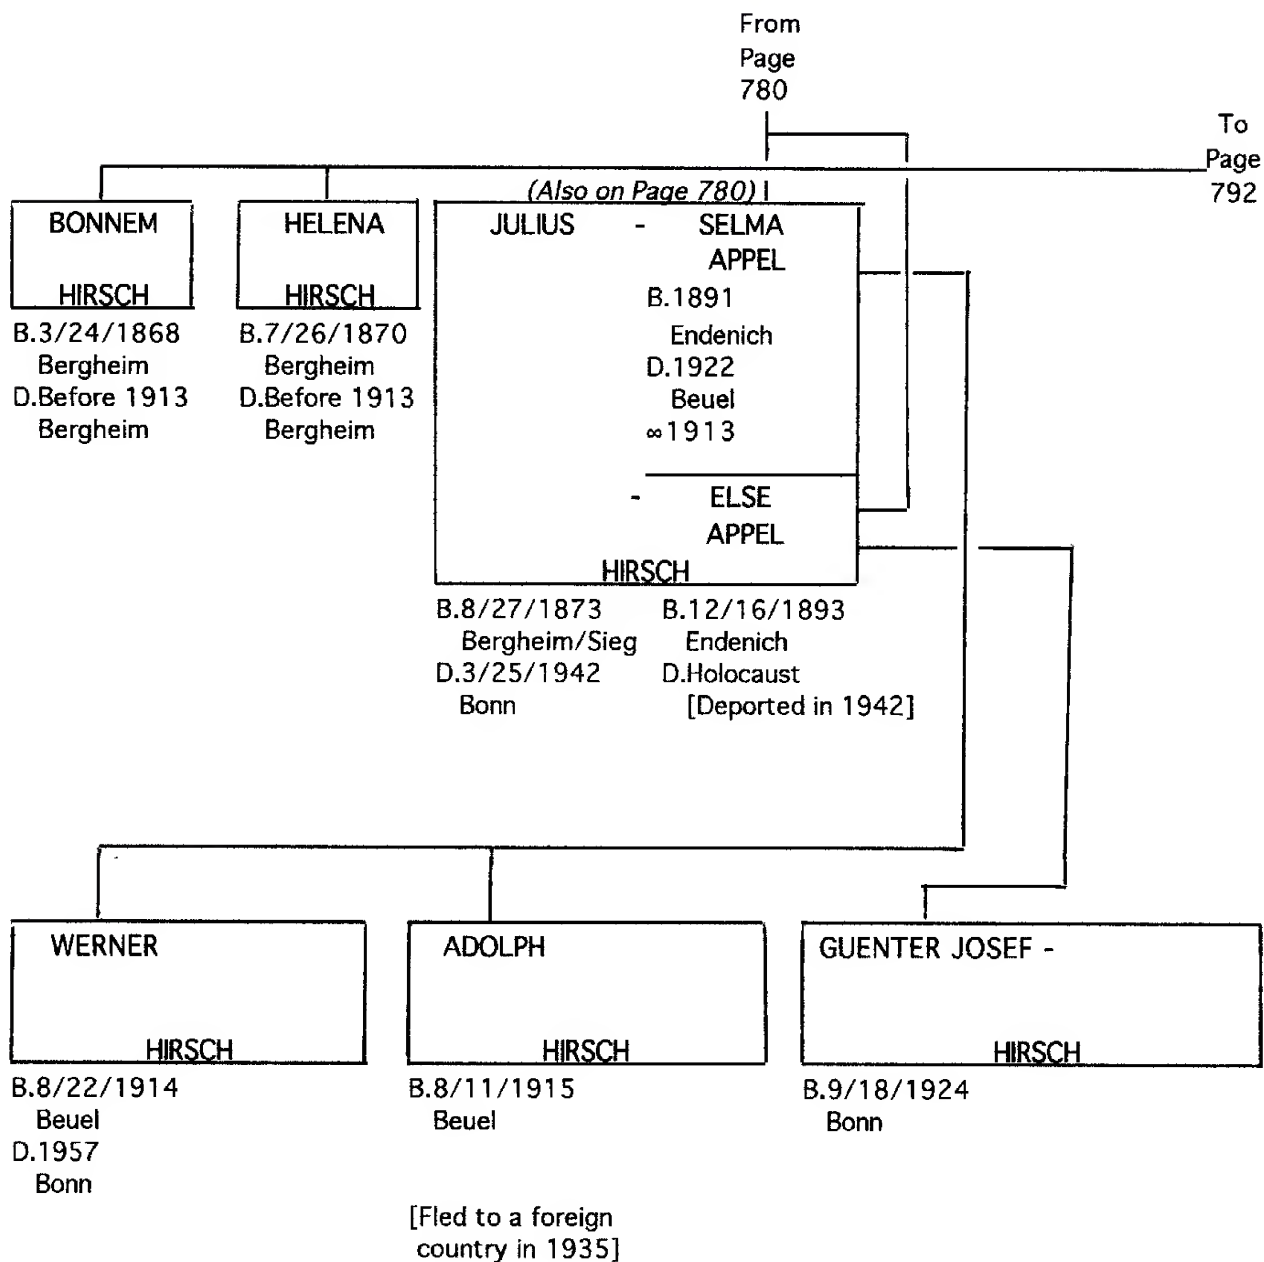 From
Page
780
To
Page
792
(Also on Page 780)
BONNEM
HIRSCH
B.3/24/1868
Bergheim
D.Before 1913
Bergheim
HELENA
HIRSCH
B.7/26/1870
Bergheim
D.Before 1913
Bergheim
JULIUS - SELMA
APPEL
B.1891
Endenich
D.1922
Beuel
∞1913
- ELSE
APPEL
HIRSCH
B.8/27/1873
Bergheim/Sieg
D.3/25/1942
Bonn
B.12/16/1893
Endenich
D.Holocaust
[Deported in 1942]
WERNER
HIRSCH
B.8/22/1914
Beuel
D.1957
Bonn
ADOLPH
HIRSCH
B.8/11/1915
Beuel
[Fled to a foreign
country in 1935]
GUENTER JOSEF -
HIRSCH
B.9/18/1924
Bonn